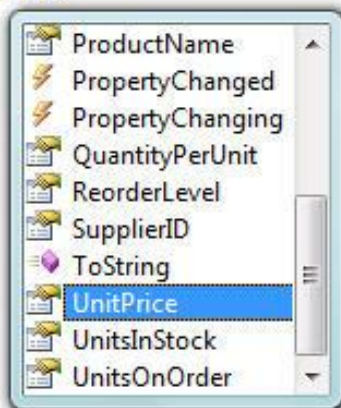 ProductName
PropertyChanged
PropertyChanging
QuantityPerUnit
ReorderLevel
SupplierID
ToString
UnitPrice
UnitsInStock
UnitsOnOrder